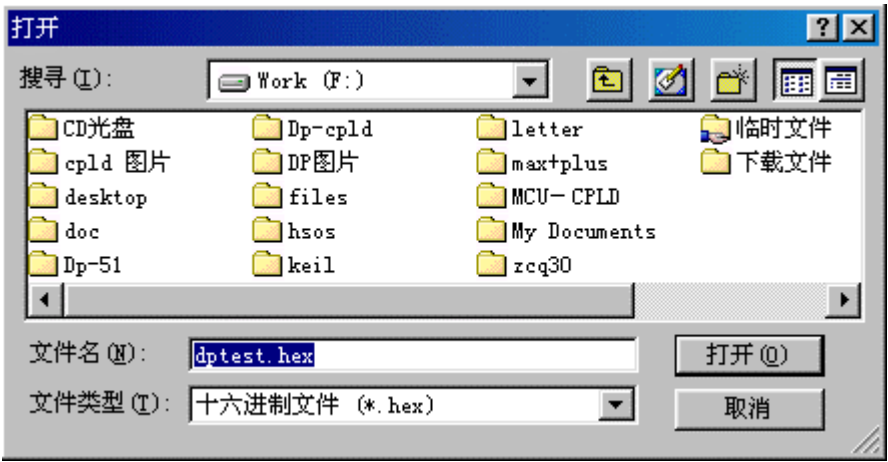 打开
搜寻(I): Work (F:)
CD光盘 Dp-cpld letter 临时文件
cpld 图片 DP图片 max+plus 下载文件
desktop files MCU-CPLD
doc hsos My Documents
Dp-51 keil zcq30
文件名(N): dptest.hex 打开(O)
文件类型(T): 十六进制文件 (*.hex) 取消